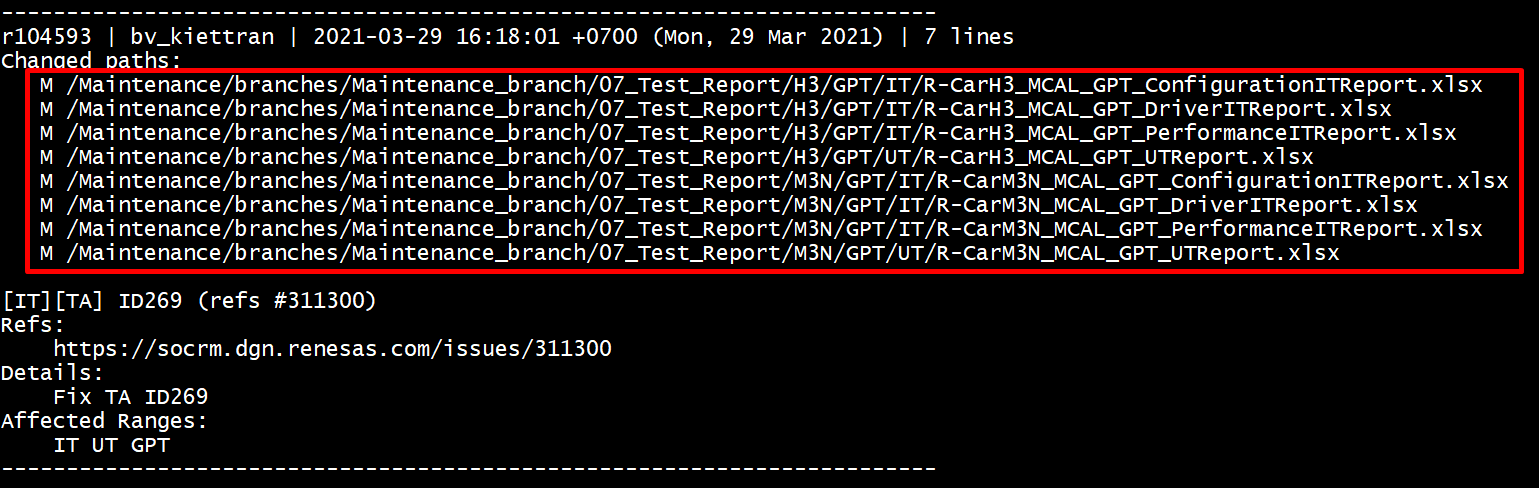 ------------------------------------------------------------------------
r104593 | bv_kiettran | 2021-03-29 16:18:01 +0700 (Mon, 29 Mar 2021) | 7 lines
Changed paths:
   M /Maintenance/branches/Maintenance_branch/07_Test_Report/H3/GPT/IT/R-CarH3_MCAL_GPT_ConfigurationITReport.xlsx
   M /Maintenance/branches/Maintenance_branch/07_Test_Report/H3/GPT/IT/R-CarH3_MCAL_GPT_DriverITReport.xlsx
   M /Maintenance/branches/Maintenance_branch/07_Test_Report/H3/GPT/IT/R-CarH3_MCAL_GPT_PerformanceITReport.xlsx
   M /Maintenance/branches/Maintenance_branch/07_Test_Report/H3/GPT/UT/R-CarH3_MCAL_GPT_UTReport.xlsx
   M /Maintenance/branches/Maintenance_branch/07_Test_Report/M3N/GPT/IT/R-CarM3N_MCAL_GPT_ConfigurationITReport.xlsx
   M /Maintenance/branches/Maintenance_branch/07_Test_Report/M3N/GPT/IT/R-CarM3N_MCAL_GPT_DriverITReport.xlsx
   M /Maintenance/branches/Maintenance_branch/07_Test_Report/M3N/GPT/IT/R-CarM3N_MCAL_GPT_PerformanceITReport.xlsx
   M /Maintenance/branches/Maintenance_branch/07_Test_Report/M3N/GPT/UT/R-CarM3N_MCAL_GPT_UTReport.xlsx
[IT][TA] ID269 (refs #311300)
Refs:
    https://socrm.dgn.renesas.com/issues/311300
Details:
    Fix TA ID269
Affected Ranges:
    IT UT GPT
------------------------------------------------------------------------